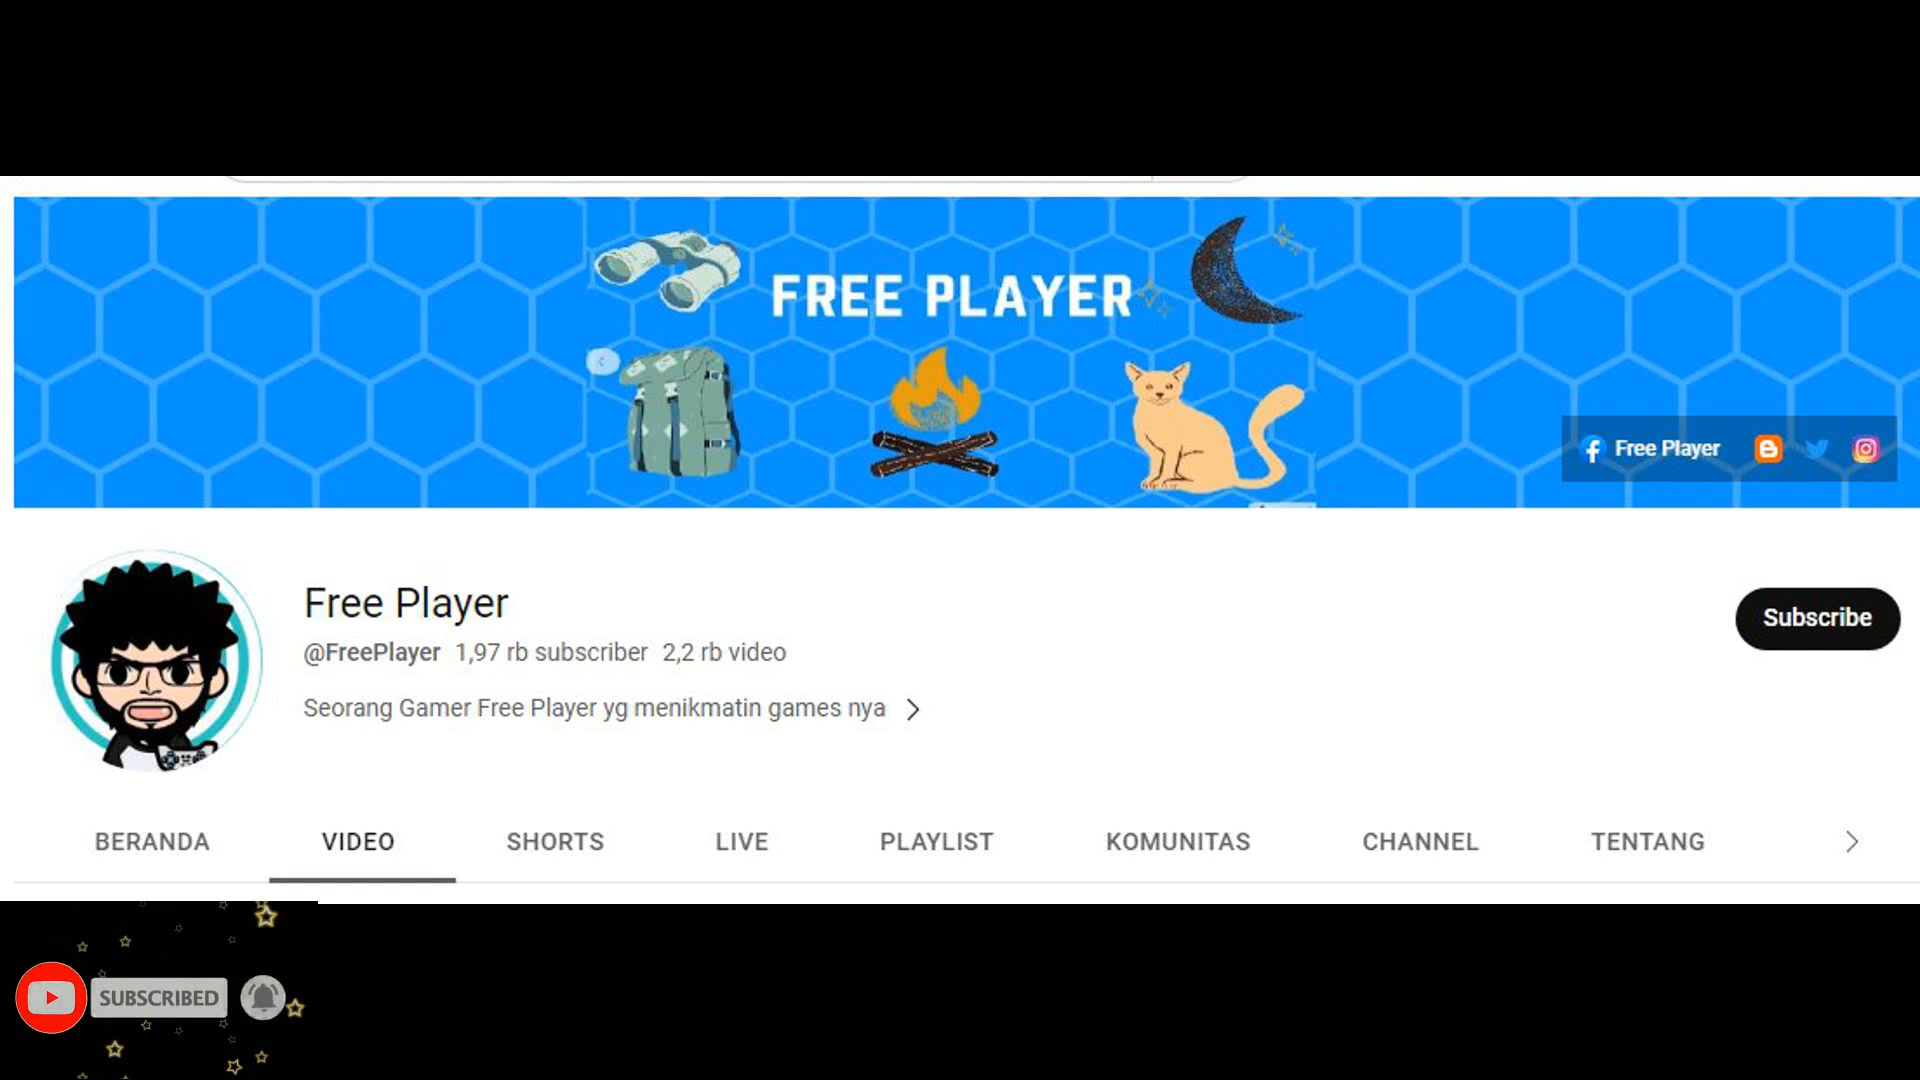 FREE PLAYER
Free Player
Free Player
@FreePlayer 1,97 rb subscriber 2,2 rb video
Subscribe
Seorang Gamer Free Player yg menikmatin games nya
BERANDA VIDEO SHORTS LIVE PLAYLIST KOMUNITAS CHANNEL TENTANG
SUBSCRIBED